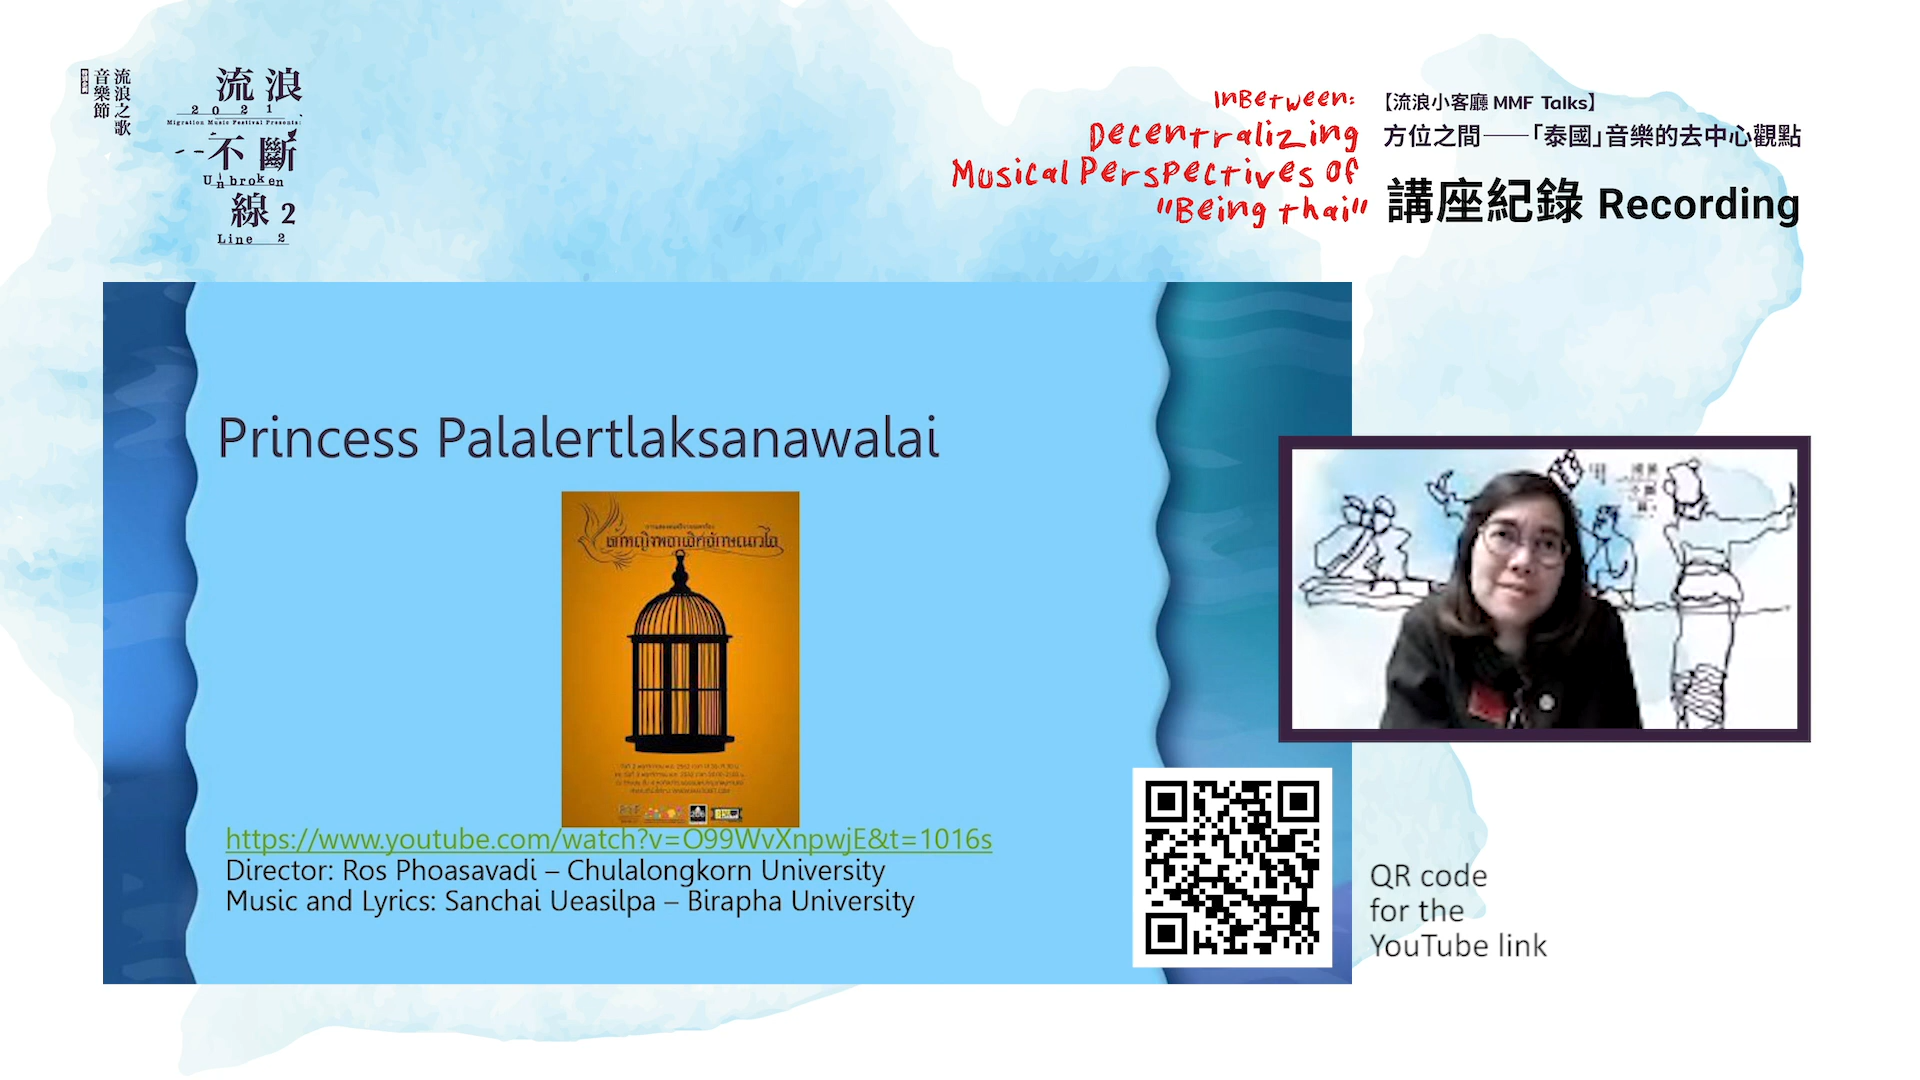 流浪之歌
音樂節
流浪
2021
Migration Music Festival Presents:
不斷
Unbroken
線2
Line 2
InBetween:
Decentralizing
Musical Perspectives of
"Being thai"
【流浪小客廳 MMF Talks】
方位之間——「泰國」音樂的去中心觀點
講座紀錄 Recording
Princess Palalertlaksanawalai
https://www.youtube.com/watch?v=O99WvXnpwjE&t=1016s
Director: Ros Phoasavadi – Chulalongkorn University
Music and Lyrics: Sanchai Ueasilpa – Birapha University
QR code
for the
YouTube link